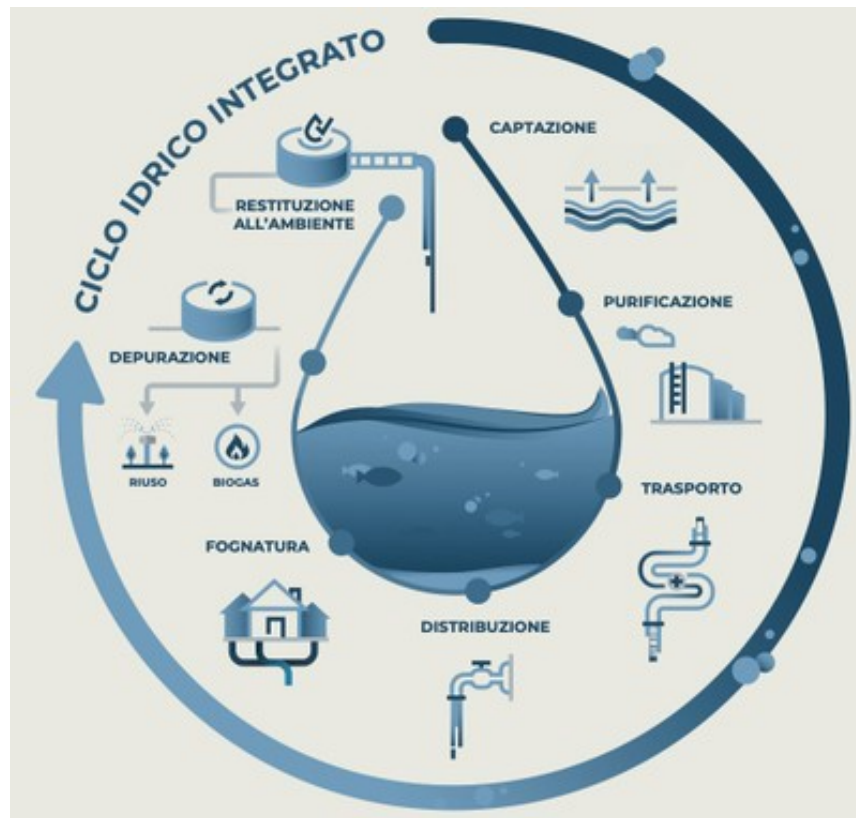 CICLO IDRICO INTEGRATO
CAPTAZIONE
PURIFICAZIONE
TRASPORTO
DISTRIBUZIONE
FOGNATURA
DEPURAZIONE
RIUSO
BIOGAS
RESTITUZIONE
ALL'AMBIENTE